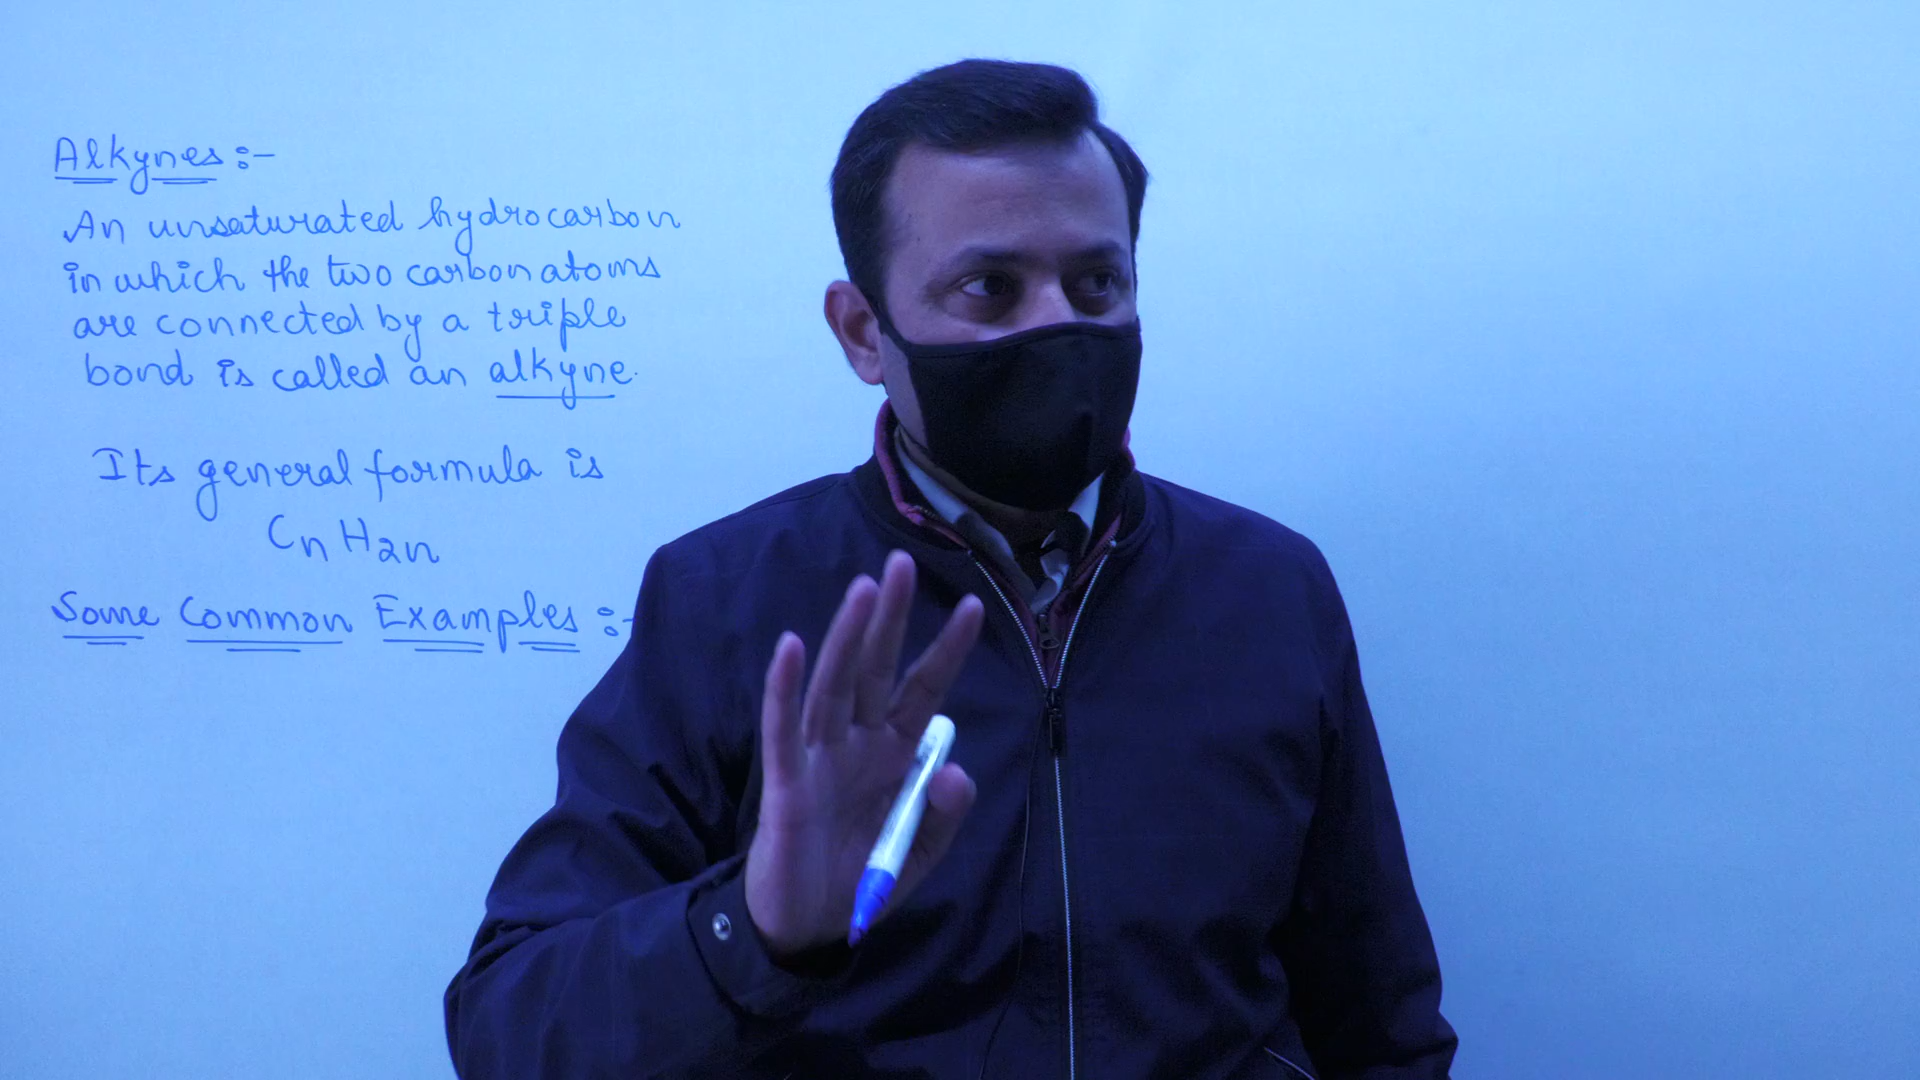 Alkynes :-
An unsaturated hydrocarbon
in which the two carbon atoms
are connected by a triple
bond is called an alkyne.
Its general formula is
CnH2n
Some Common Examples :-